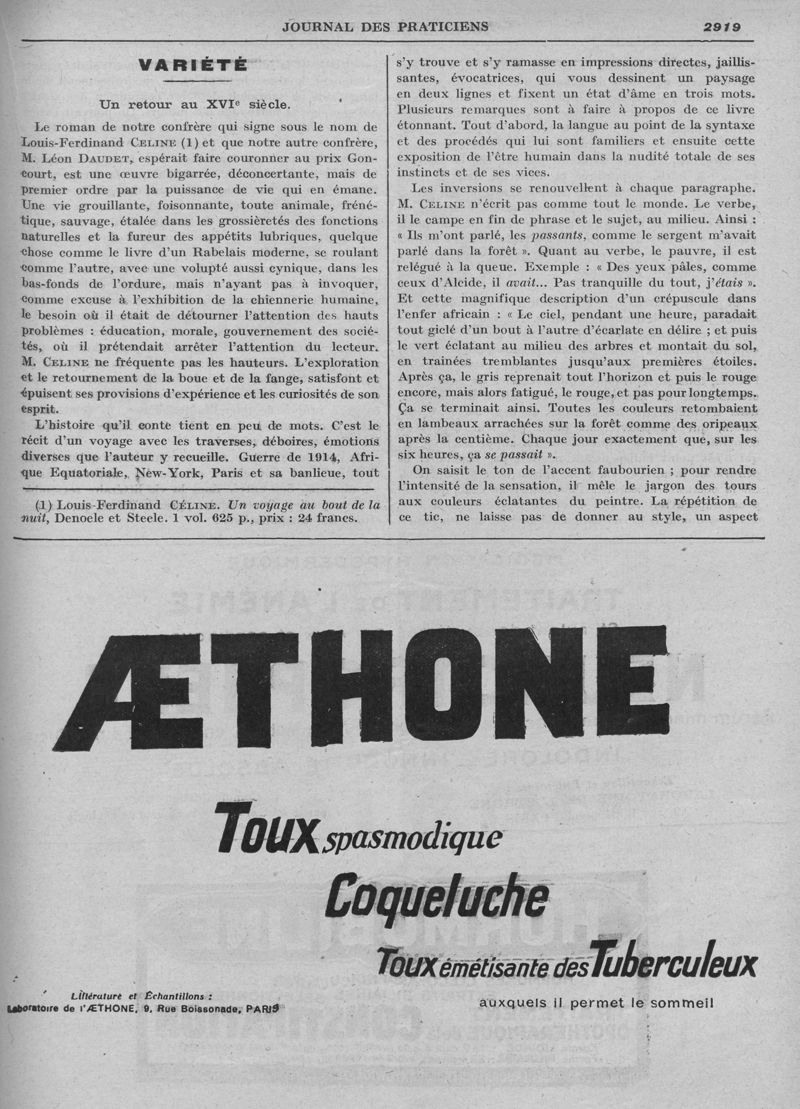 JOURNAL DES PRATICIENS 2919
VARIÉTÉ
Un retour au XVIe siècle.
Le roman de notre confrère qui signe sous le nom de
Louis-Ferdinand CELINE (1) et que notre autre confrère,
M. Léon DAUDET, espérait faire couronner au prix Gon-
court, est une œuvre bigarrée, déconcertante, mais de
premier ordre par la puissance de vie qui en émane.
Une vie grouillante, foisonnante, toute animale, fréné-
tique, sauvage, étalée dans les grossièretés des fonctions
naturelles et la fureur des appétits lubriques, quelque
chose comme le livre d'un Rabelais moderne, se roulant
comme l'autre, avec une volupté aussi cynique, dans les
bas-fonds de l'ordure, mais n'ayant pas à invoquer,
comme excuse à l'exhibition de la chiennerie humaine,
le besoin où il était de détourner l'attention des hauts
problèmes : éducation, morale, gouvernement des socié-
tés, où il prétendait arrêter l'attention du lecteur.
M. CELINE ne fréquente pas les hauteurs. L'exploration
et le retournement de la boue et de la fange, satisfont et
épuisent ses provisions d'expérience et les curiosités de son
esprit.
L'histoire qu'il conte tient en peu de mots. C'est le
récit d'un voyage avec les traverses, déboires, émotions
diverses que l'auteur y recueille. Guerre de 1914, Afri-
que Equatoriale, New-York, Paris et sa banlieue, tout
(1) Louis-Ferdinand CÉLINE. Un voyage au bout de la
nuit, Denoele et Steele. 1 vol. 625 p., prix : 24 francs.
s'y trouve et s'y ramasse en impressions directes, jaillis-
santes, évocatrices, qui vous dessinent un paysage
en deux lignes et fixent un état d'âme en trois mots.
Plusieurs remarques sont à faire à propos de ce livre
étonnant. Tout d'abord, la langue au point de la syntaxe
et des procédés qui lui sont familiers et ensuite cette
exposition de l'être humain dans la nudité totale de ses
instincts et de ses vices.
Les inversions se renouvellent à chaque paragraphe.
M. CELINE n'écrit pas comme tout le monde. Le verbe,
il le campe en fin de phrase et le sujet, au milieu. Ainsi :
« Ils m'ont parlé, les passants, comme le sergent m'avait
parlé dans la forêt ». Quant au verbe, le pauvre, il est
relégué à la queue. Exemple : « Des yeux pâles, comme
ceux d'Alcide, il avait... Pas tranquille du tout, j'étais ».
Et cette magnifique description d'un crépuscule dans
l'enfer africain : « Le ciel, pendant une heure, paradait
tout giclé d'un bout à l'autre d'écarlate en délire ; et puis
le vert éclatant au milieu des arbres et montait du sol,
en trainées tremblantes jusqu'aux premières étoiles.
Après ça, le gris reprenait tout l'horizon et puis le rouge
encore, mais alors fatigué, le rouge, et pas pour longtemps.
Ça se terminait ainsi. Toutes les couleurs retombaient
en lambeaux arrachées sur la forêt comme des oripeaux
après la centième. Chaque jour exactement que, sur les
six heures, ça se passait ».
On saisit le ton de l'accent faubourien ; pour rendre
l'intensité de la sensation, il mêle le jargon des tours
aux couleurs éclatantes du peintre. La répétition de
ce tic, ne laisse pas de donner au style, un aspect
ÆTHONE
Toux spasmodique
Coqueluche
Toux émétisante des Tuberculeux
auxquels il permet le sommeil
Littérature et Échantillons :
Laboratoire de l'ÆTHONE, 9, Rue Boissonade, PARIS